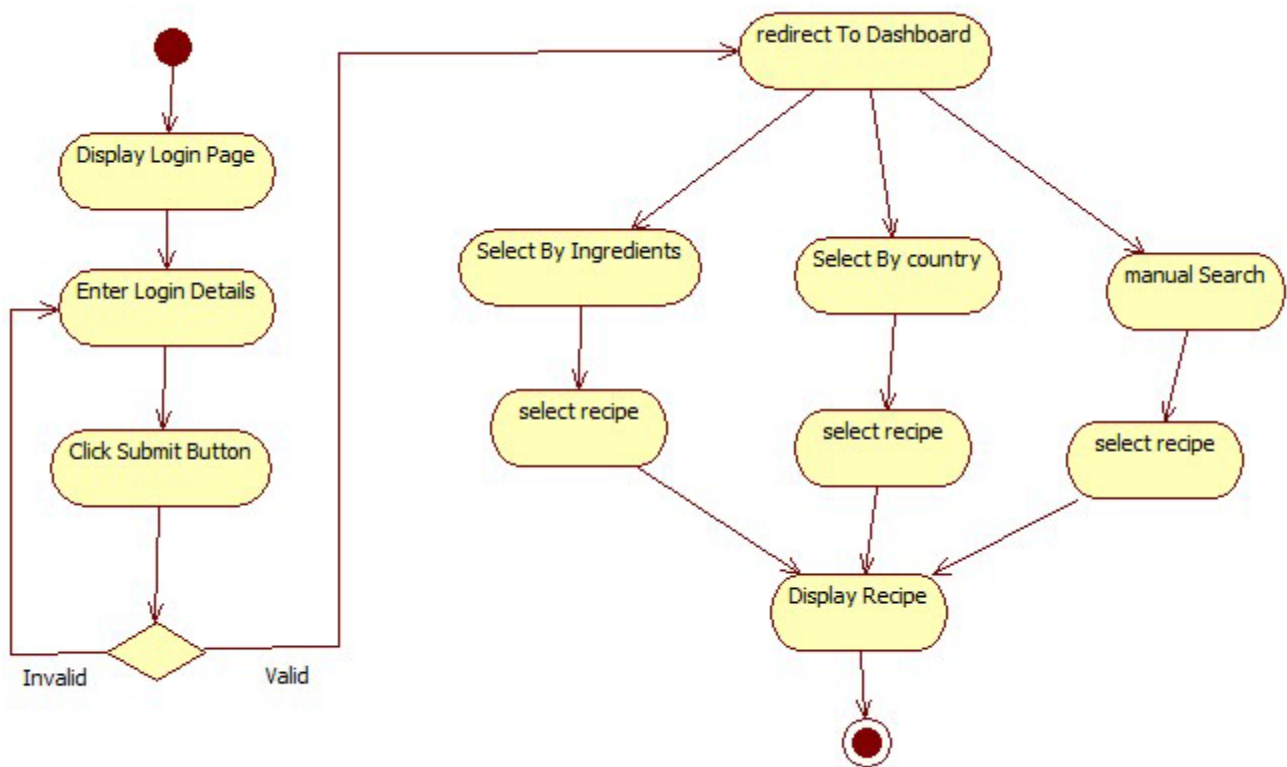 redirect To Dashboard
Display Login Page
Select By Ingredients
Select By country
manual Search
Enter Login Details
select recipe
select recipe
select recipe
Click Submit Button
Display Recipe
Invalid
Valid